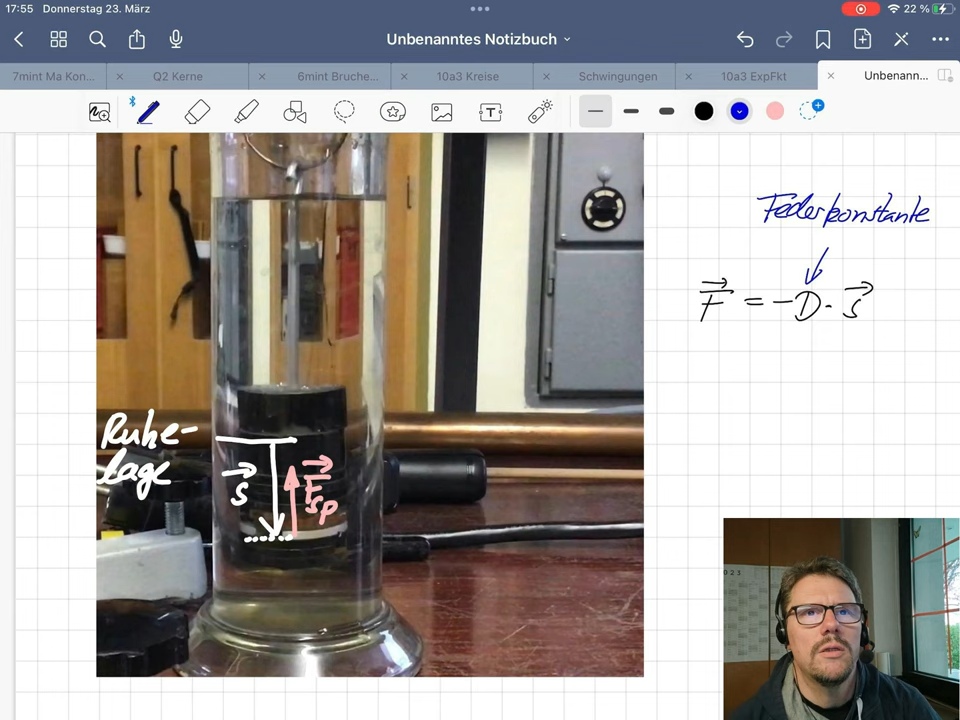 17:55 Donnerstag 23. März
22 %
Unbenanntes Notizbuch
7mint Ma Kon...
Q2 Kerne
6mint Bruche...
10a3 Kreise
Schwingungen
10a3 ExpFkt
Unbenann...
Federkonstante
F = - D · s
Ruhe-
lage
s
F sp